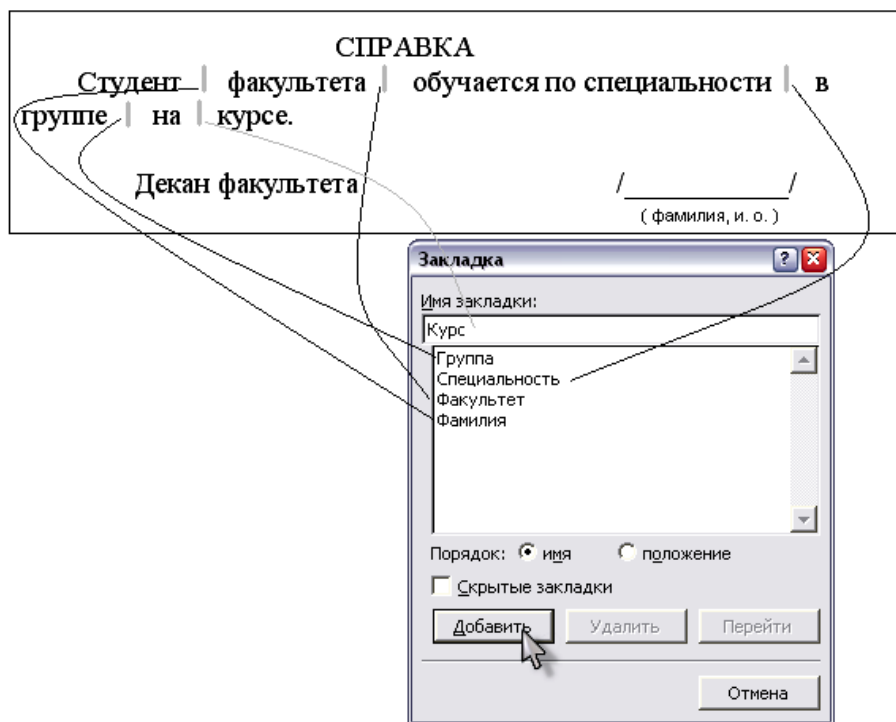 СПРАВКА
Студент факультета обучается по специальности в
группе на курсе.
Декан факультета /____________/
( фамилия, и. о. )
Закладка
Имя закладки:
Курс
Группа
Специальность
Факультет
Фамилия
Порядок: имя положение
Скрытые закладки
Добавить Удалить Перейти
Отмена